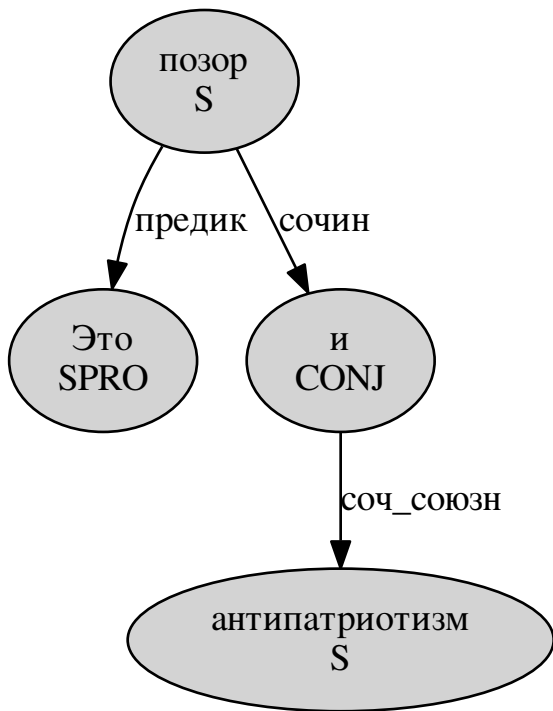 позор
S
предик
сочин
Это
SPRO
и
CONJ
соч_союзн
антипатриотизм
S